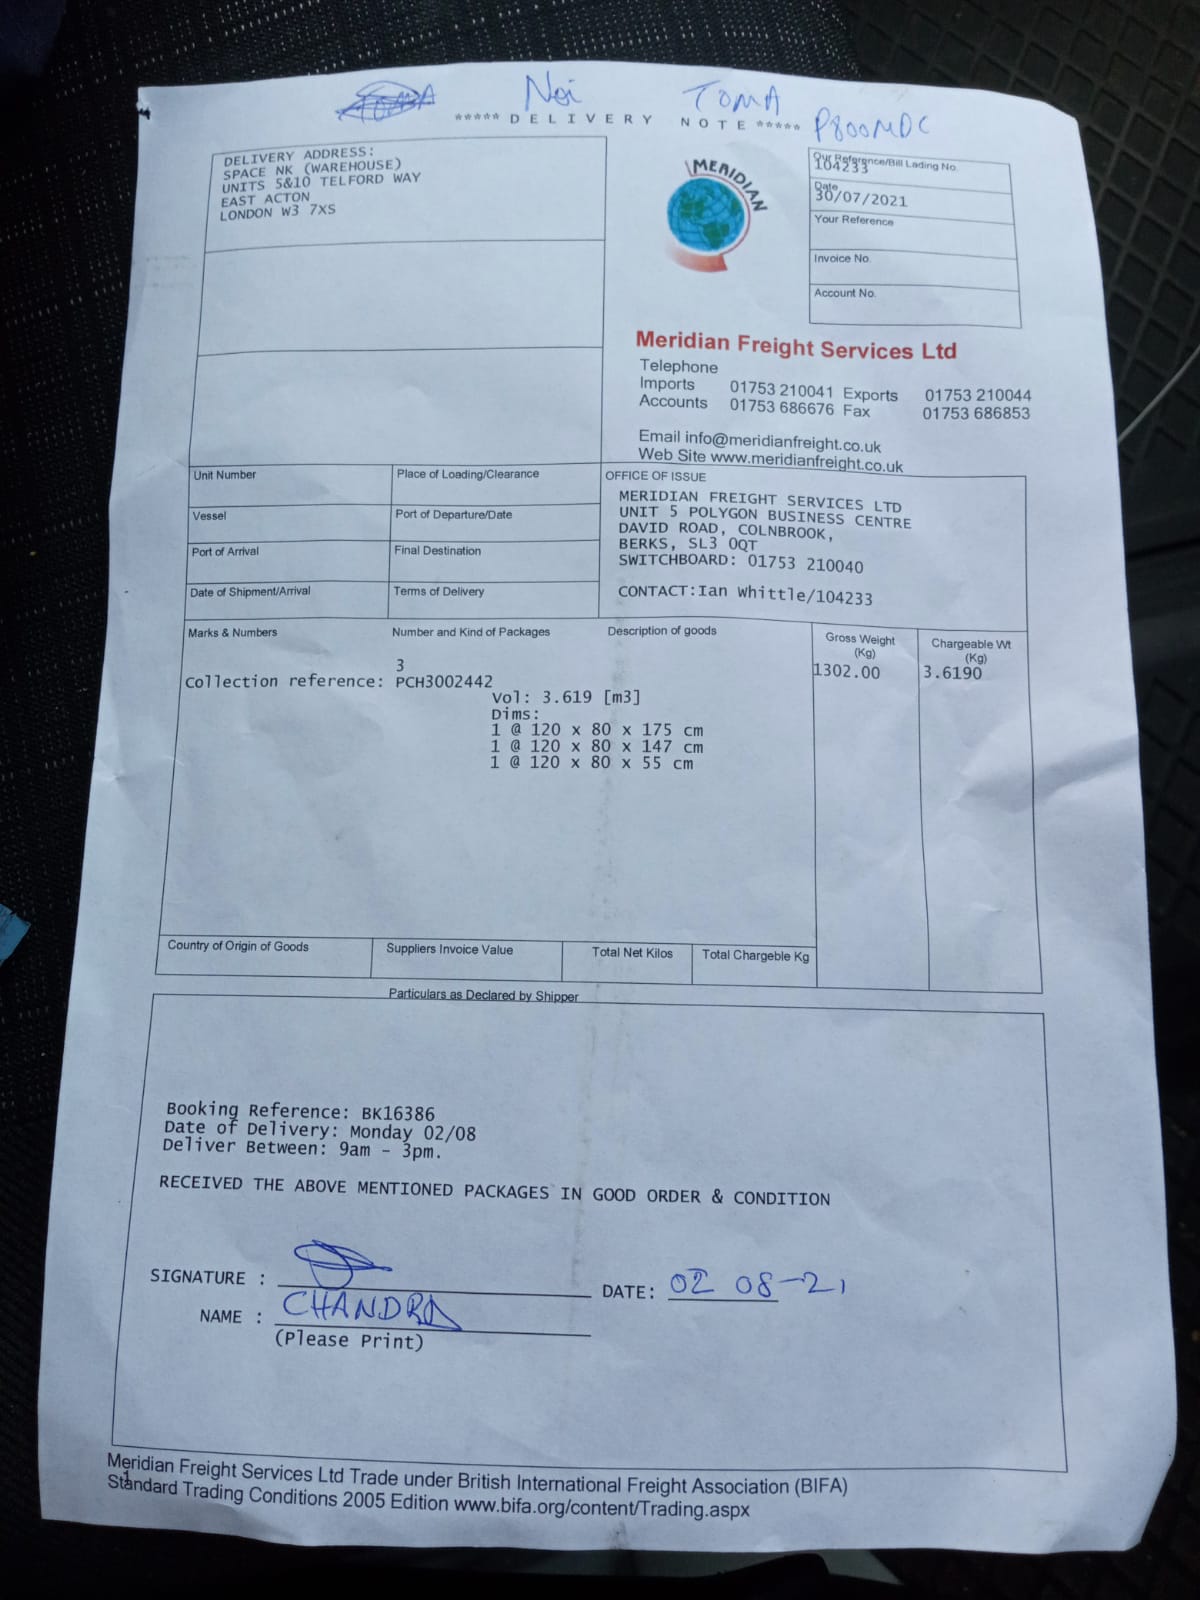 Noi TOMA
***** DELIVERY NOTE *****
P800MDC
DELIVERY ADDRESS:
SPACE NK (WAREHOUSE)
UNITS 5&10 TELFORD WAY
EAST ACTON
LONDON W3 7XS
MERIDIAN
Our Reference/Bill Lading No.
104233
Date
30/07/2021
Your Reference
Invoice No.
Account No.
Meridian Freight Services Ltd
Telephone
Imports 01753 210041 Exports 01753 210044
Accounts 01753 686676 Fax 01753 686853
Email info@meridianfreight.co.uk
Web Site www.meridianfreight.co.uk
Unit Number Place of Loading/Clearance
Vessel Port of Departure/Date
Port of Arrival Final Destination
Date of Shipment/Arrival Terms of Delivery
OFFICE OF ISSUE
MERIDIAN FREIGHT SERVICES LTD
UNIT 5 POLYGON BUSINESS CENTRE
DAVID ROAD, COLNBROOK,
BERKS, SL3 0QT
SWITCHBOARD: 01753 210040
CONTACT:Ian Whittle/104233
Marks & Numbers Number and Kind of Packages Description of goods Gross Weight (Kg) Chargeable Wt (Kg)
3 1302.00 3.6190
Collection reference: PCH3002442
Vol: 3.619 [m3]
Dims:
1 @ 120 x 80 x 175 cm
1 @ 120 x 80 x 147 cm
1 @ 120 x 80 x 55 cm
Country of Origin of Goods Suppliers Invoice Value Total Net Kilos Total Chargeble Kg
Particulars as Declared by Shipper
Booking Reference: BK16386
Date of Delivery: Monday 02/08
Deliver Between: 9am - 3pm.
RECEIVED THE ABOVE MENTIONED PACKAGES IN GOOD ORDER & CONDITION
SIGNATURE : DATE: 02 08-21
NAME : CHANDRA
(Please Print)
Meridian Freight Services Ltd Trade under British International Freight Association (BIFA)
Standard Trading Conditions 2005 Edition www.bifa.org/content/Trading.aspx
1